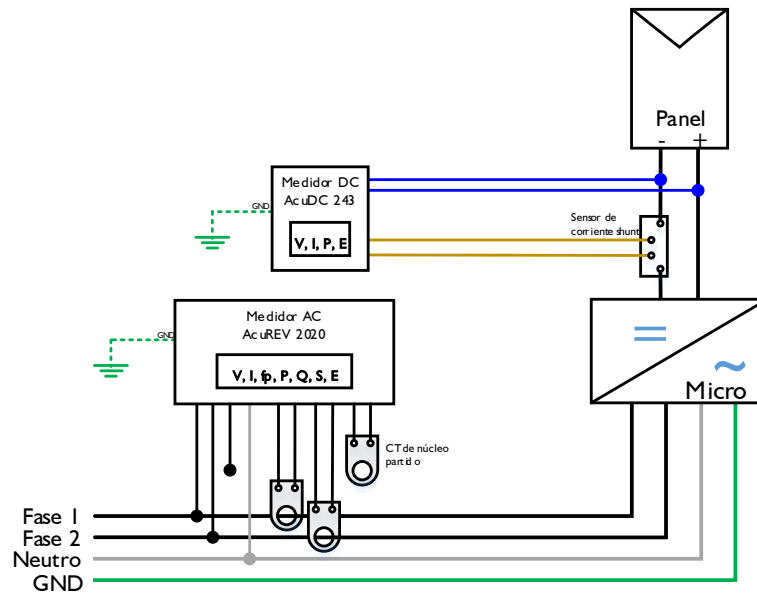 Panel
- +
Medidor DC
AcuDC 243
GND
V, I, P, E
Sensor de
corriente shunt
Medidor AC
AcuREV 2020
GND
V, I, fp, P, Q, S, E
=
~
Micro
CT de núcleo
partido
Fase 1
Fase 2
Neutro
GND